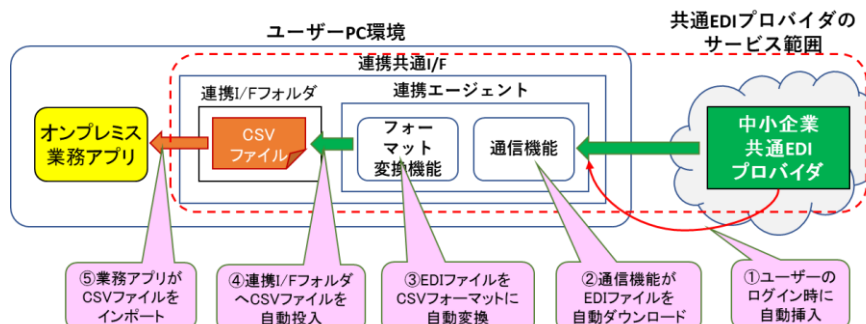 ユーザーPC環境
共通EDIプロバイダの
サービス範囲
連携共通I/F
連携I/Fフォルダ
連携エージェント
オンプレミス
業務アプリ
CSV
ファイル
フォー
マット
変換機能
通信機能
中小企業
共通EDI
プロバイダ
⑤業務アプリが
CSVファイルを
インポート
④連携I/Fフォルダ
へCSVファイルを
自動投入
③EDIファイルを
CSVフォーマットに
自動変換
②通信機能が
EDIファイルを
自動ダウンロード
①ユーザーの
ログイン時に
自動挿入